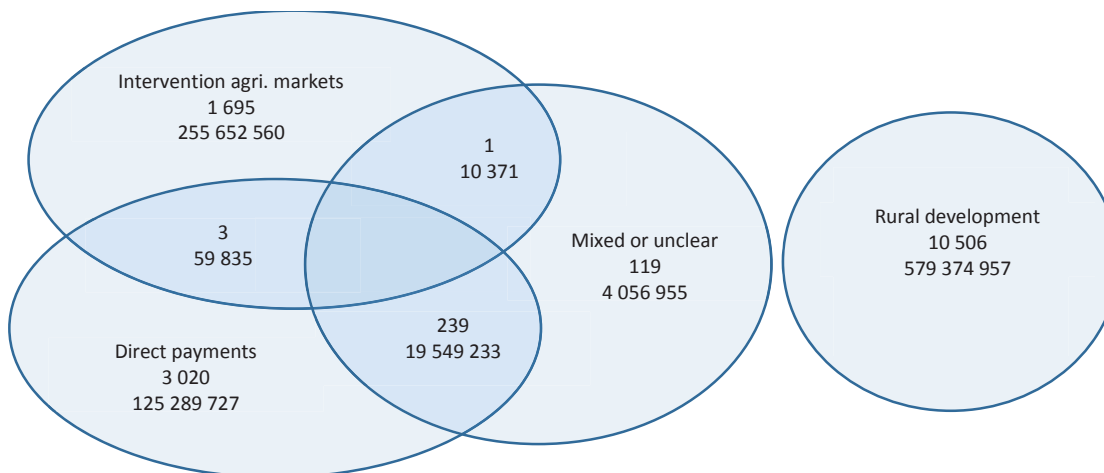 Intervention agri. markets
1 695
255 652 560
1
10 371
3
59 835
Mixed or unclear
119
4 056 955
Rural development
10 506
579 374 957
239
19 549 233
Direct payments
3 020
125 289 727